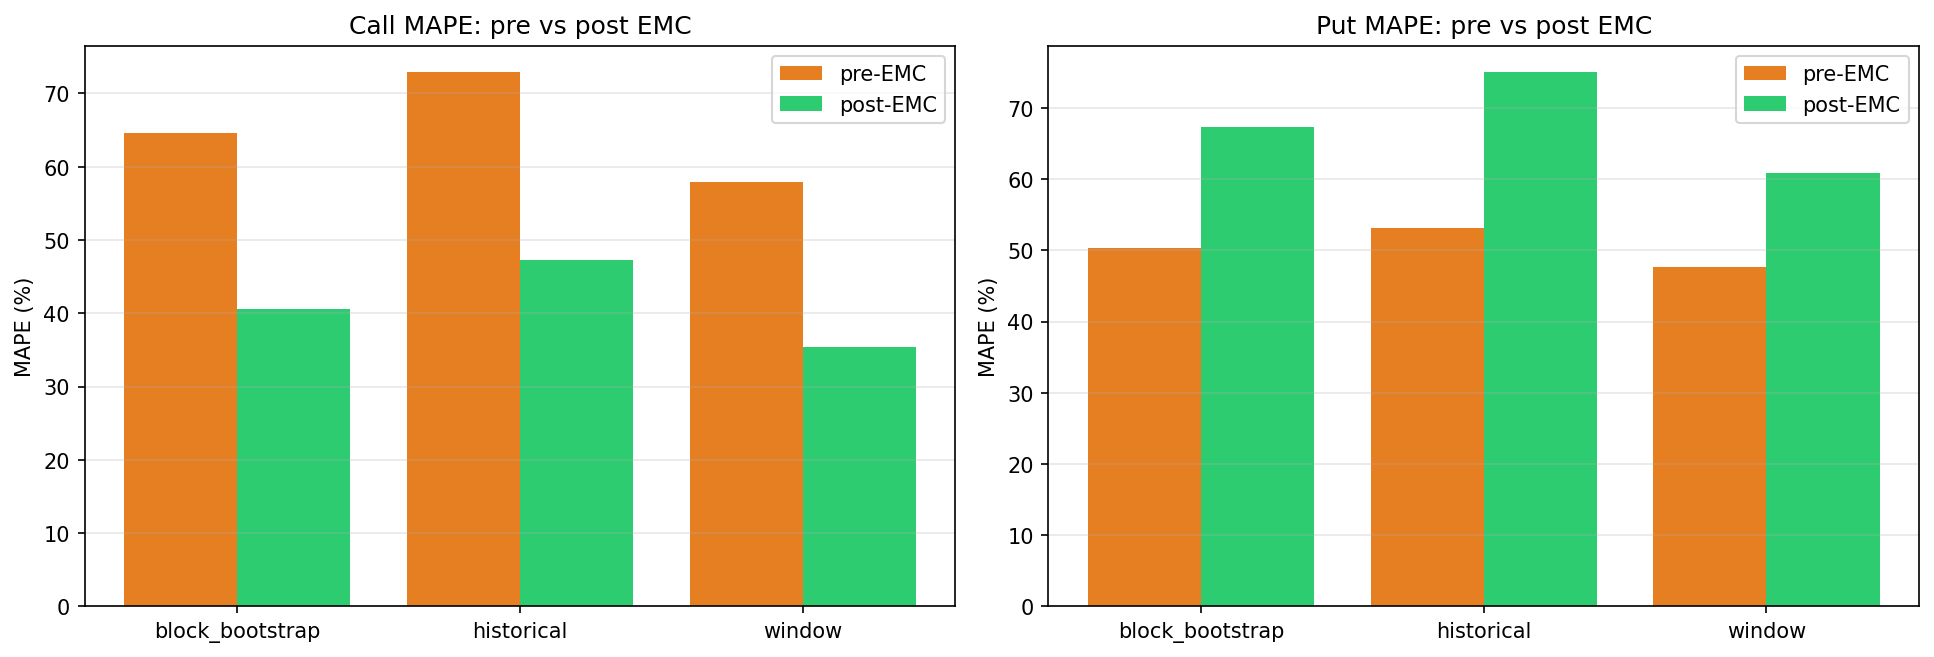 Call MAPE: pre vs post EMC
MAPE (%)
70
60
50
40
30
20
10
0
block_bootstrap
historical
window
pre-EMC
post-EMC
Put MAPE: pre vs post EMC
MAPE (%)
70
60
50
40
30
20
10
0
block_bootstrap
historical
window
pre-EMC
post-EMC